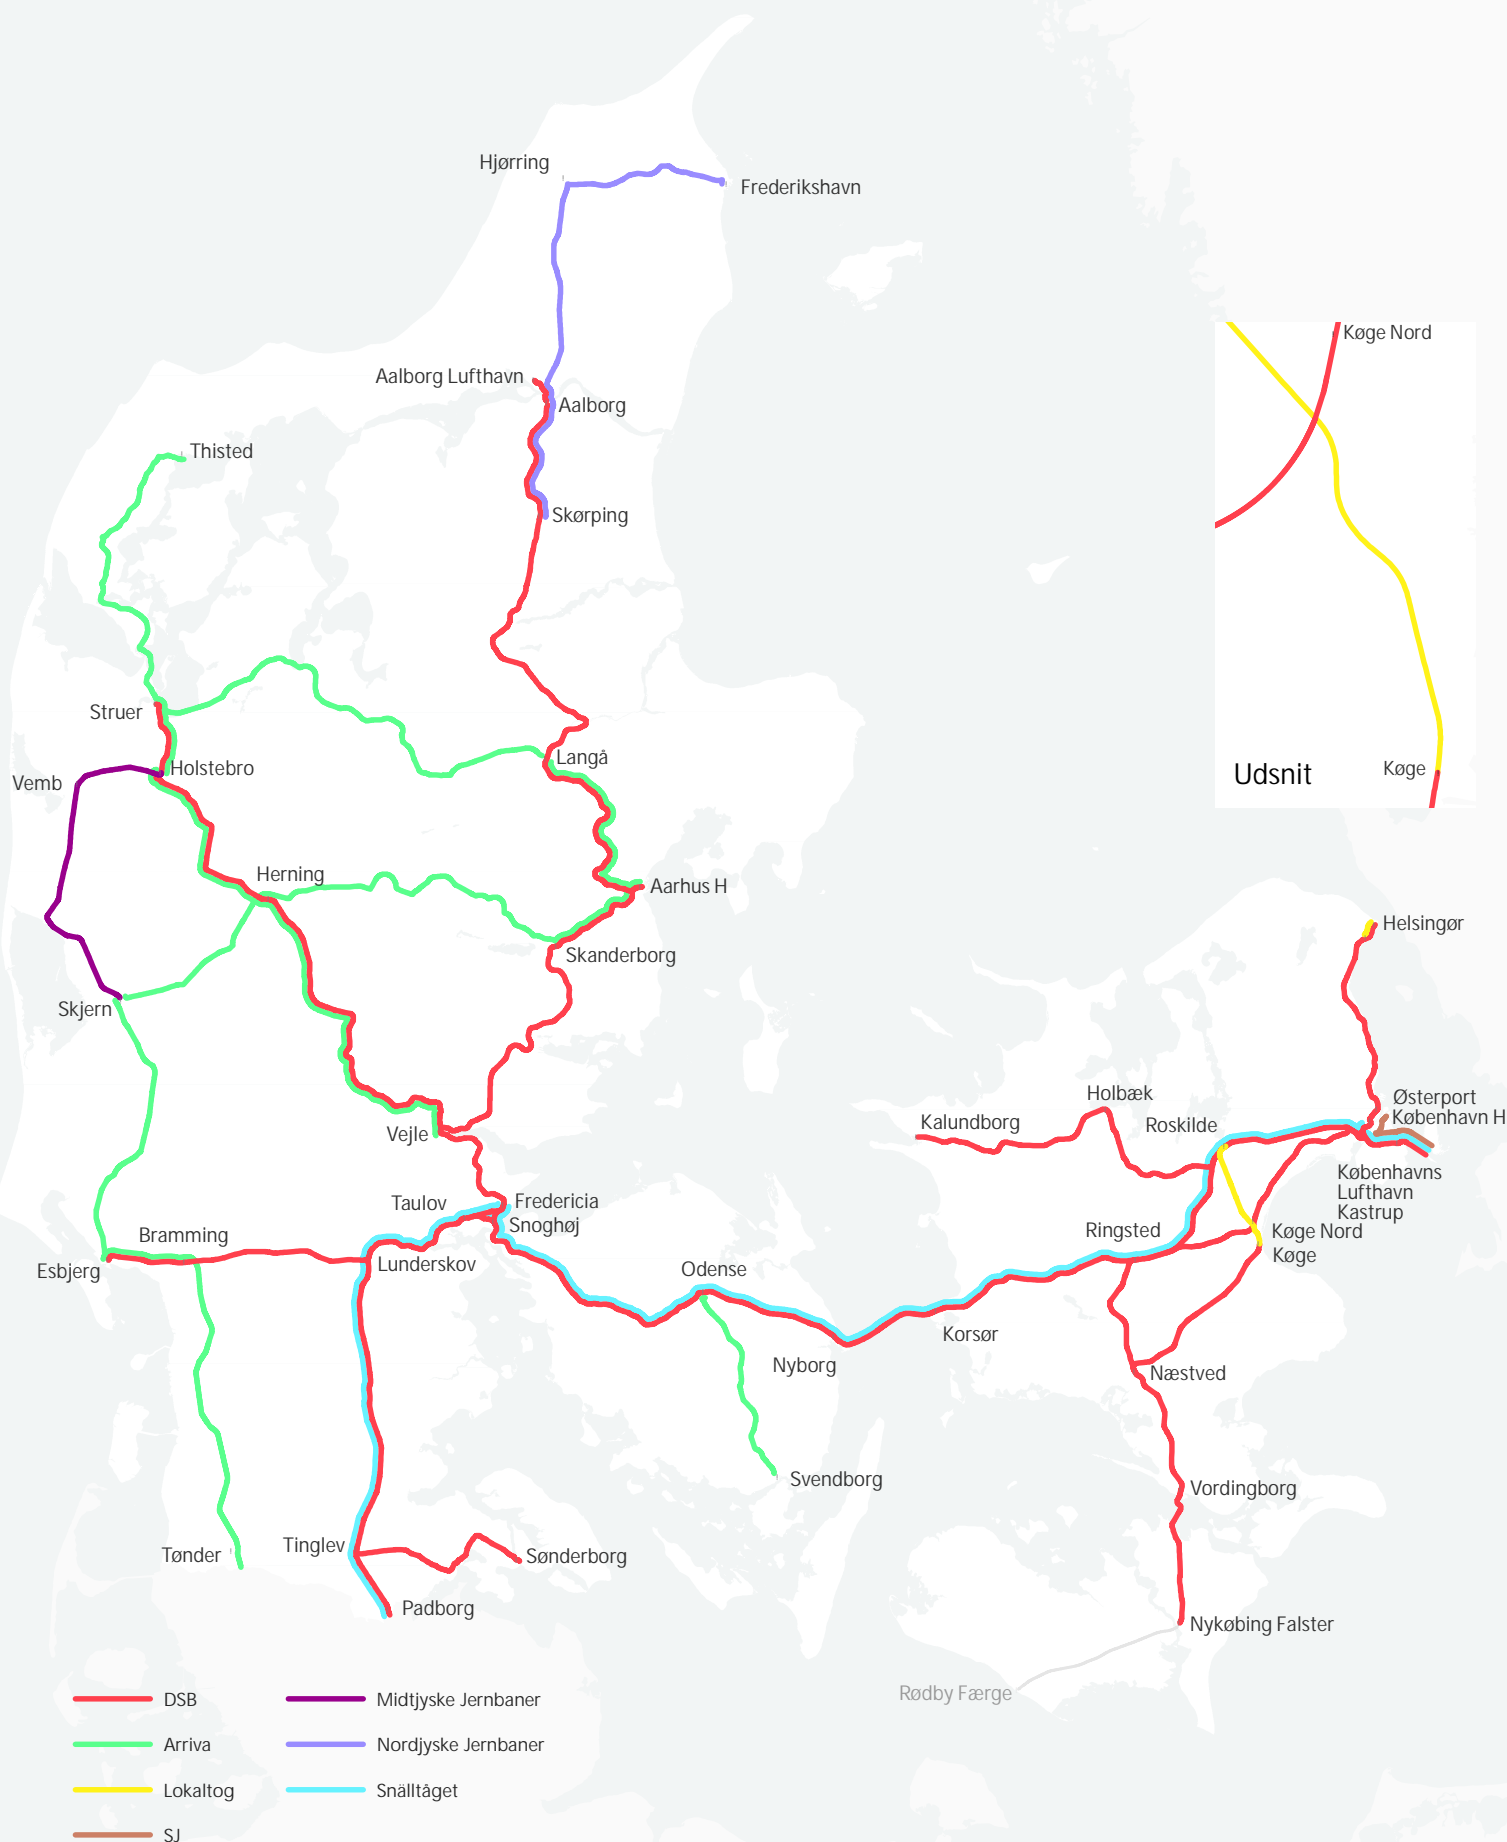 Hjørring
Frederikshavn
Køge Nord
Aalborg Lufthavn
Aalborg
Thisted
Skørping
Struer
Langå
Holstebro
Vemb
Køge
Udsnit
Herning
Aarhus H
Helsingør
Skanderborg
Skjern
Holbæk
Østerport
København H
Kalundborg
Roskilde
Vejle
Københavns
Lufthavn
Kastrup
Taulov
Fredericia
Snoghøj
Bramming
Ringsted
Køge Nord
Køge
Esbjerg
Lunderskov
Odense
Korsør
Nyborg
Næstved
Svendborg
Vordingborg
Tinglev
Tønder
Sønderborg
Padborg
Nykøbing Falster
Rødby Færge
DSB
Midtjyske Jernbaner
Arriva
Nordjyske Jernbaner
Lokaltog
Snälltåget
SJ